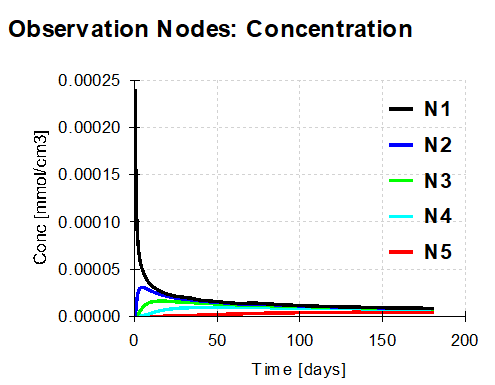 Observation Nodes: Concentration
0.00025
0.00020
0.00015
0.00010
0.00005
0.00000
Conc [mmol/cm3]
N1
N2
N3
N4
N5
0 50 100 150 200
Time [days]